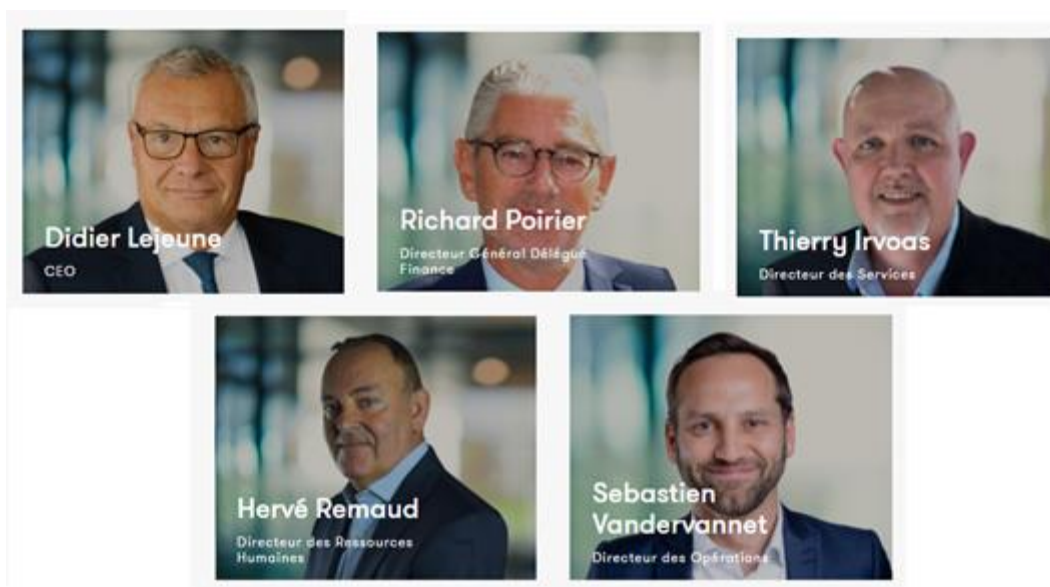 Didier Lejeune
CEO
Richard Poirier
Directeur Général Délégué
Finance
Thierry Irvoas
Directeur des Services
Hervé Remaud
Directeur des Ressources
Humaines
Sebastien
Vandervannet
Directeur des Opérations